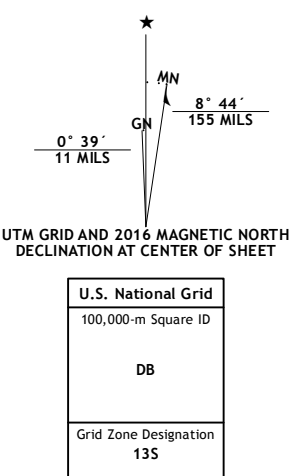 ★
MN
8° 44´
155 MILS
GN
0° 39´
11 MILS
UTM GRID AND 2016 MAGNETIC NORTH
DECLINATION AT CENTER OF SHEET
U.S. National Grid
100,000-m Square ID
DB
Grid Zone Designation
13S